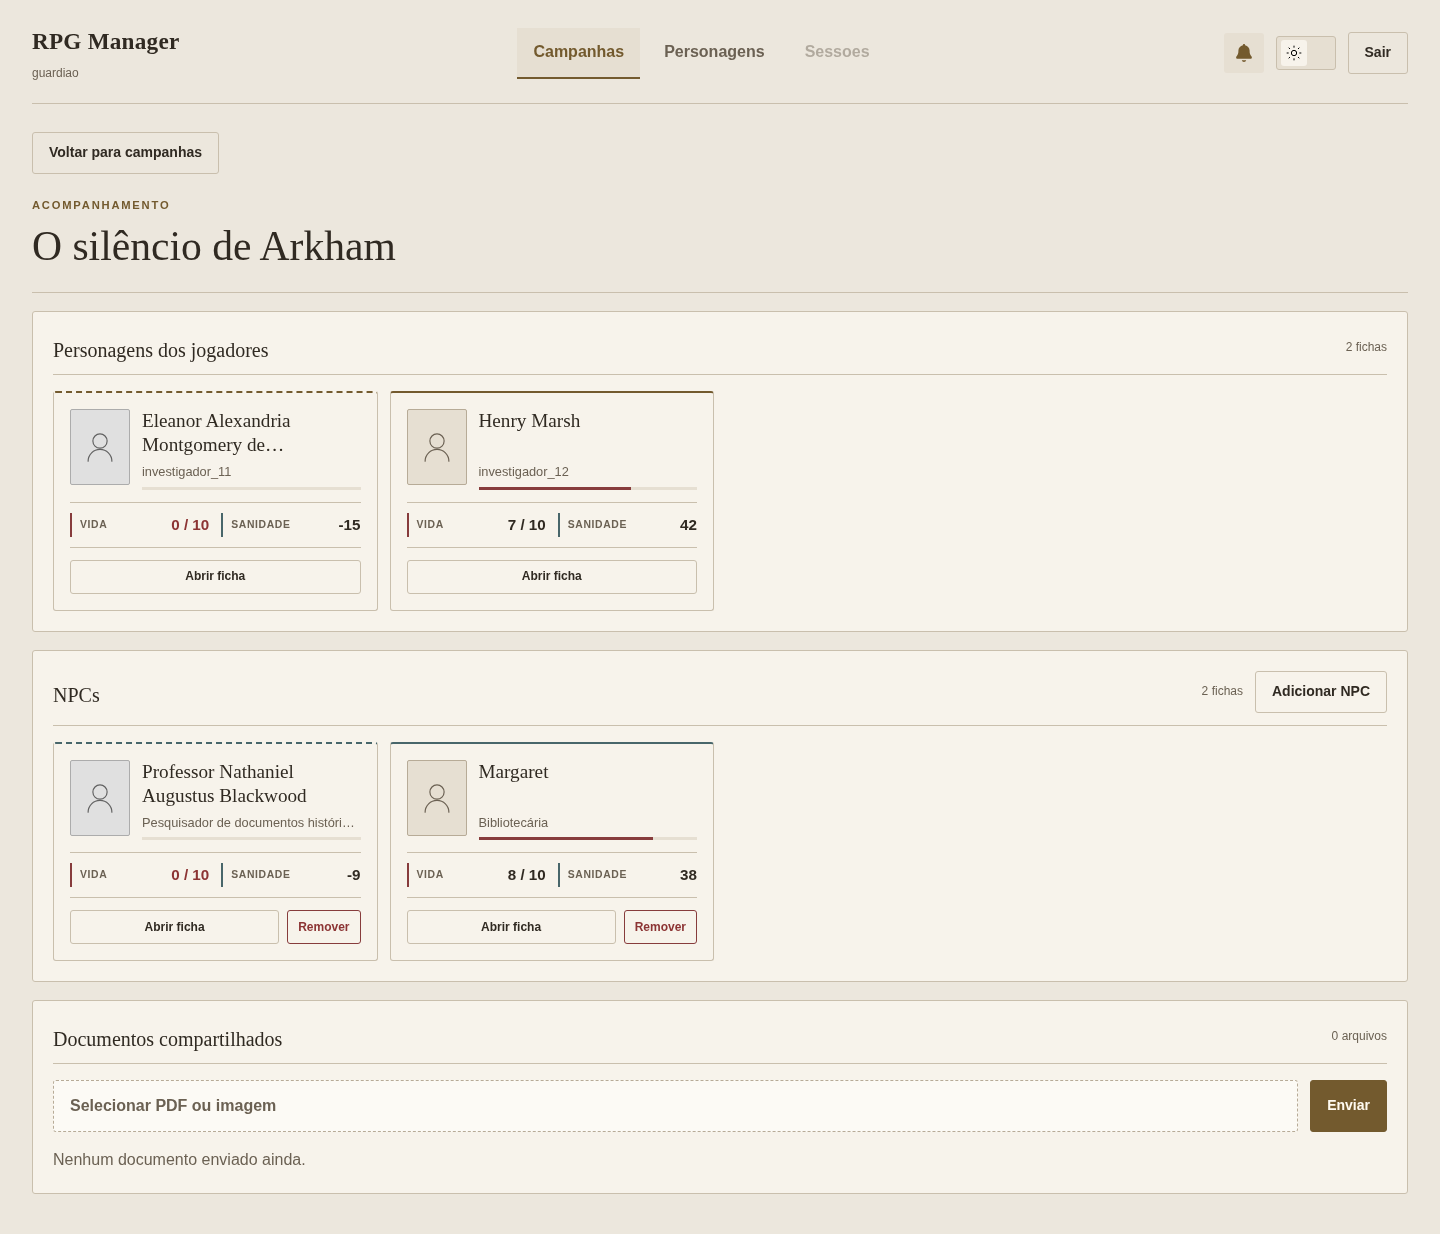 RPG Manager
guardiao
Campanhas
Personagens
Sessoes
Sair
Voltar para campanhas
ACOMPANHAMENTO
O silêncio de Arkham
Personagens dos jogadores
2 fichas
Eleanor Alexandria
Montgomery de…
investigador_11
VIDA
0 / 10
SANIDADE
-15
Abrir ficha
Henry Marsh
investigador_12
VIDA
7 / 10
SANIDADE
42
Abrir ficha
NPCs
2 fichas
Adicionar NPC
Professor Nathaniel
Augustus Blackwood
Pesquisador de documentos históri…
VIDA
0 / 10
SANIDADE
-9
Abrir ficha
Remover
Margaret
Bibliotecária
VIDA
8 / 10
SANIDADE
38
Abrir ficha
Remover
Documentos compartilhados
0 arquivos
Selecionar PDF ou imagem
Enviar
Nenhum documento enviado ainda.